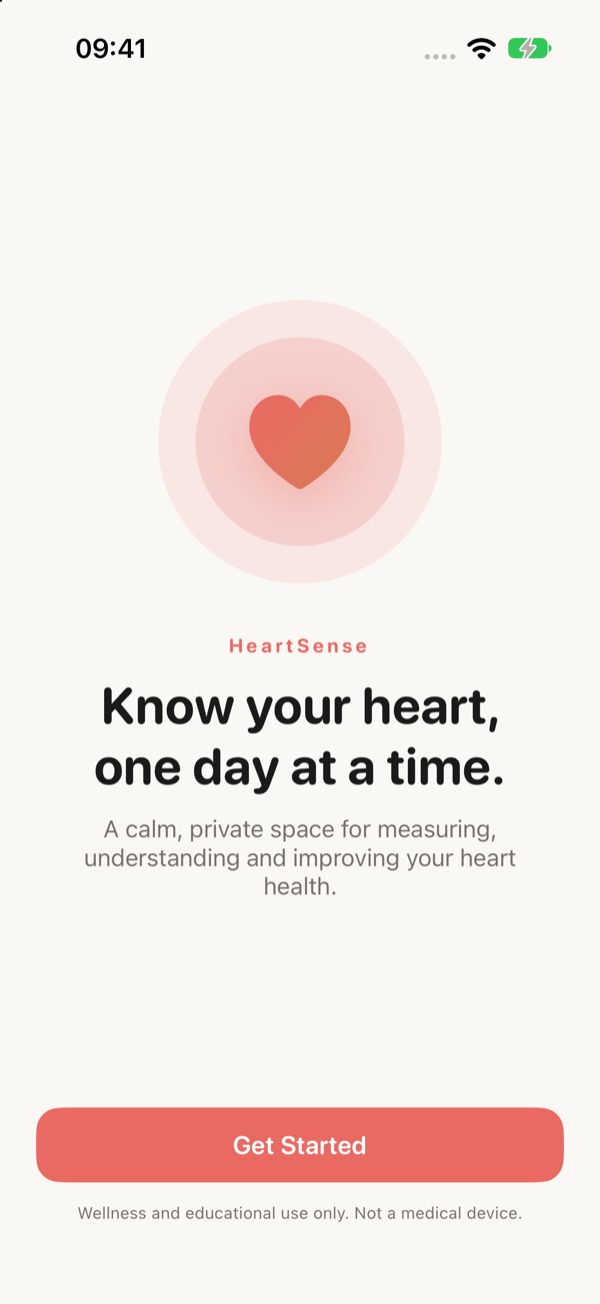 09:41
HeartSense
Know your heart,
one day at a time.
A calm, private space for measuring,
understanding and improving your heart
health.
Get Started
Wellness and educational use only. Not a medical device.